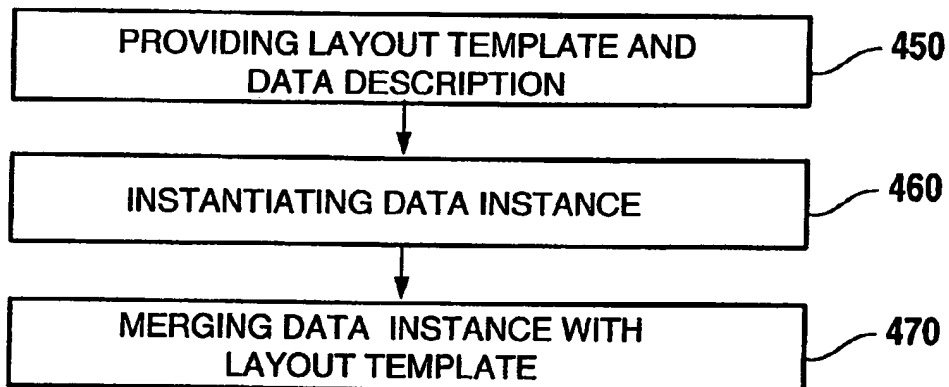 PROVIDING LAYOUT TEMPLATE AND
DATA DESCRIPTION
450
INSTANTIATING DATA INSTANCE
460
MERGING DATA INSTANCE WITH
LAYOUT TEMPLATE
470